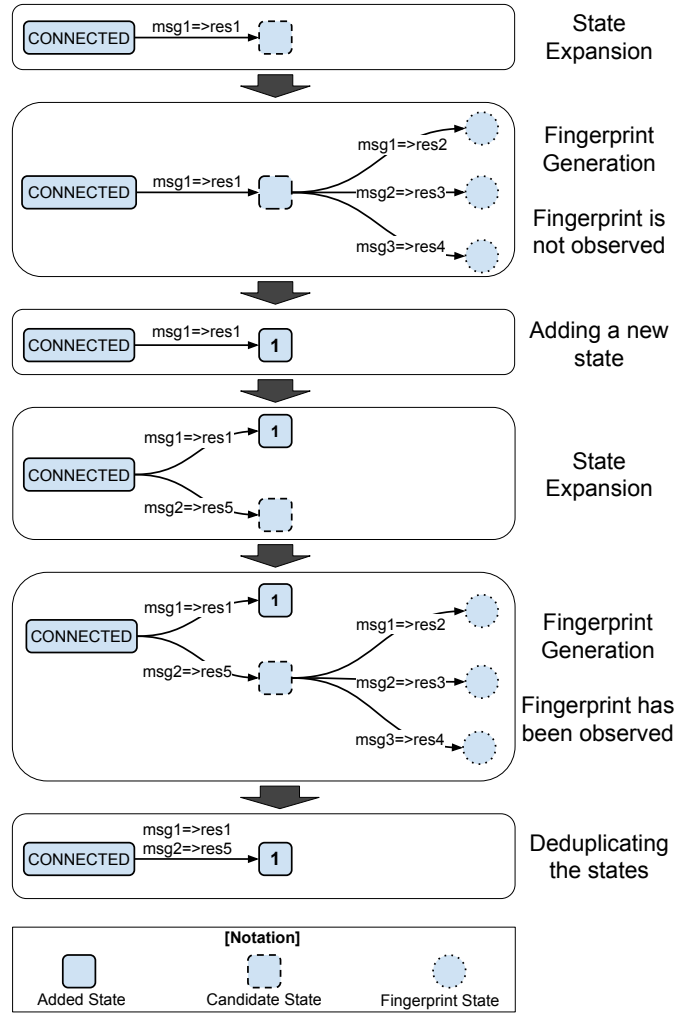 CONNECTED
msg1=>res1
State
Expansion
msg1=>res2
CONNECTED
msg1=>res1
msg2=>res3
msg3=>res4
Fingerprint
Generation
Fingerprint is
not observed
CONNECTED
msg1=>res1
1
Adding a new
state
msg1=>res1
1
CONNECTED
msg2=>res5
State
Expansion
msg1=>res1
1
CONNECTED
msg2=>res5
msg1=>res2
msg2=>res3
msg3=>res4
Fingerprint
Generation
Fingerprint has
been observed
msg1=>res1
CONNECTED
msg2=>res5
1
Deduplicating
the states
[Notation]
Added State
Candidate State
Fingerprint State